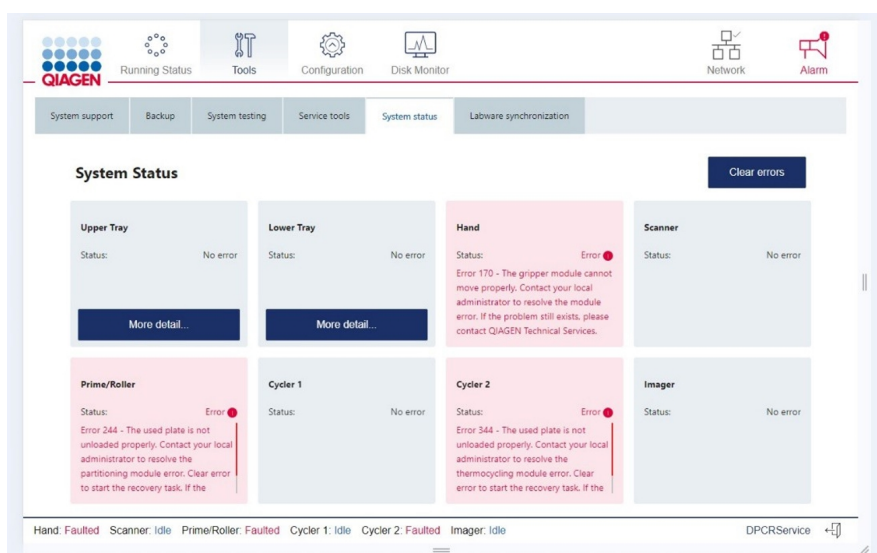 QIAGEN
Running Status
Tools
Configuration
Disk Monitor
Network
Alarm
System support
Backup
System testing
Service tools
System status
Labware synchronization
System Status
Clear errors
Upper Tray
Status: No error
More detail...
Lower Tray
Status: No error
More detail...
Hand
Status: Error
Error 170 - The gripper module cannot
move properly. Contact your local
administrator to resolve the module
error. If the problem still exists, please
contact QIAGEN Technical Services.
Scanner
Status: No error
Prime/Roller
Status: Error
Error 244 - The used plate is not
unloaded properly. Contact your local
administrator to resolve the
partitioning module error. Clear error
to start the recovery task. If the
Cycler 1
Status: No error
Cycler 2
Status: Error
Error 344 - The used plate is not
unloaded properly. Contact your local
administrator to resolve the
thermocycling module error. Clear
error to start the recovery task. If the
Imager
Status: No error
Hand: Faulted Scanner: Idle Prime/Roller: Faulted Cycler 1: Idle Cycler 2: Faulted Imager: Idle DPCRService